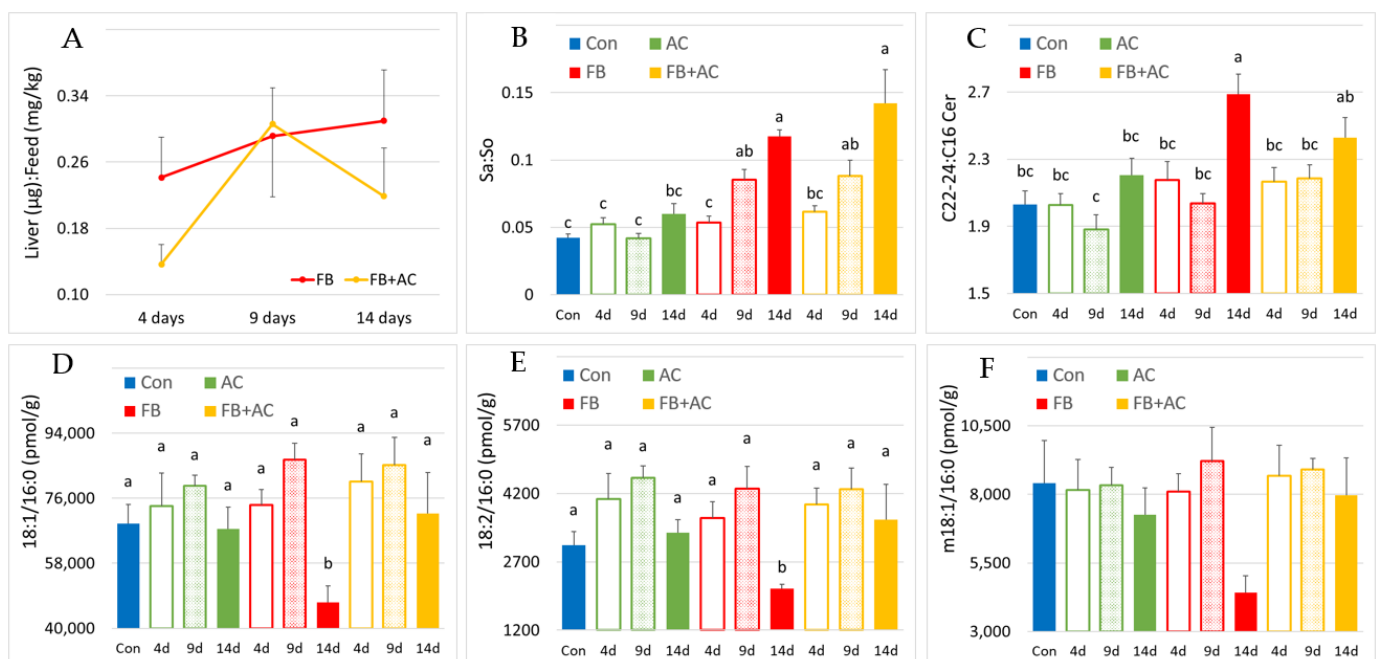 A
Liver (µg):Feed (mg/kg)
0.34
0.26
0.18
0.10
FB FB+AC
4 days 9 days 14 days
B
Con AC
FB FB+AC
Sa:So
0.15
0.1
0.05
0
c c c bc c ab a bc ab a
Con 4d 9d 14d 4d 9d 14d 4d 9d 14d
C
Con AC
FB FB+AC
C22-24:C16 Cer
2.7
2.3
1.9
1.5
bc bc c bc bc bc a bc bc ab
Con 4d 9d 14d 4d 9d 14d 4d 9d 14d
D
Con AC
FB FB+AC
18:1/16:0 (pmol/g)
94,000
76,000
58,000
40,000
a a a a a a b a a a
Con 4d 9d 14d 4d 9d 14d 4d 9d 14d
E
Con AC
FB FB+AC
18:2/16:0 (pmol/g)
5700
4200
2700
1200
a a a a a a b a a a
Con 4d 9d 14d 4d 9d 14d 4d 9d 14d
F
Con AC
FB FB+AC
m18:1/16:0 (pmol/g)
10,500
8,000
5,500
3,000
Con 4d 9d 14d 4d 9d 14d 4d 9d 14d